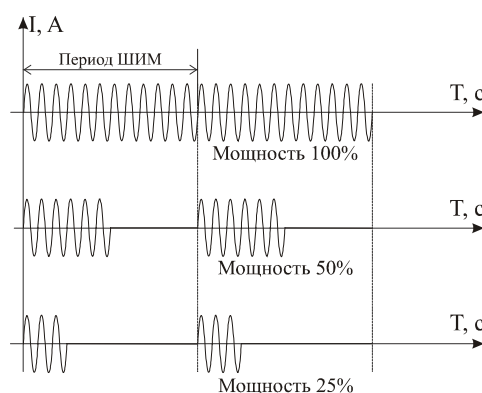 I, А
Период ШИМ
Т, с
Мощность 100%
Т, с
Мощность 50%
Т, с
Мощность 25%